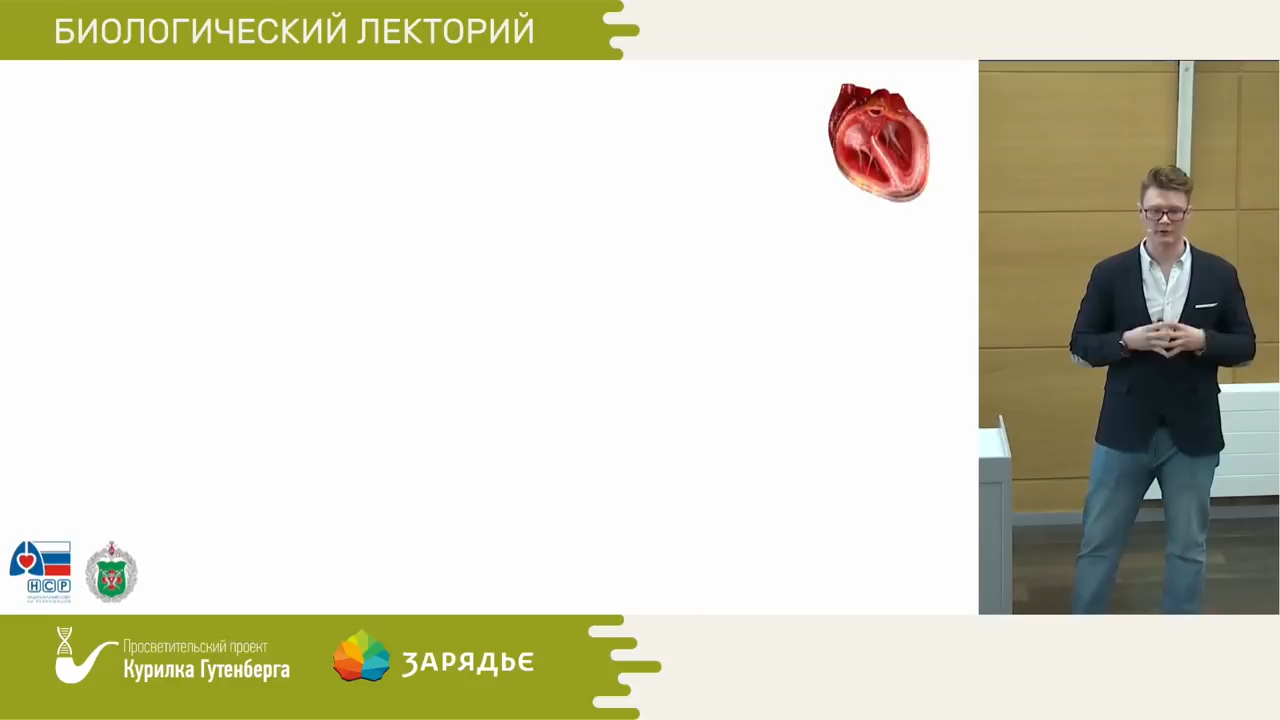 БИОЛОГИЧЕСКИЙ ЛЕКТОРИЙ
НСР
Просветительский проект
Курилка Гутенберга
ЗАРЯДЬЕ